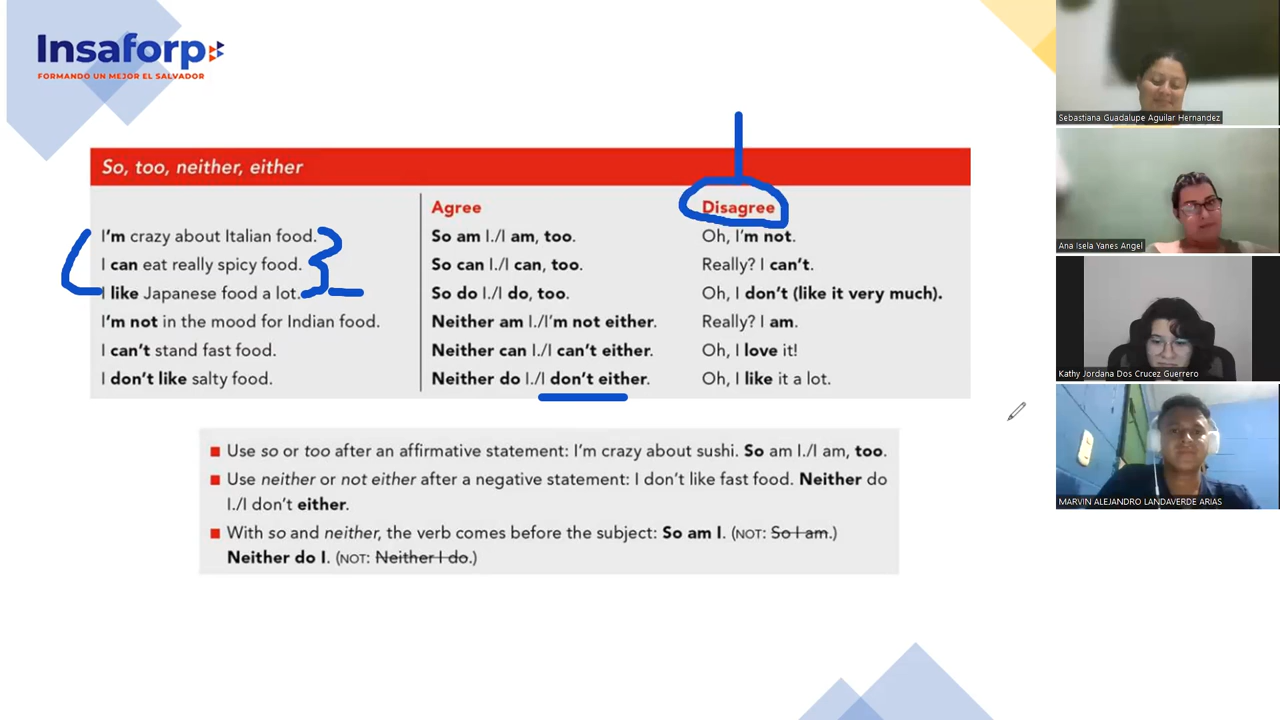 Insaforp
FORMANDO UN MEJOR EL SALVADOR
So, too, neither, either
Agree
Disagree
I'm crazy about Italian food.
So am I./I am, too.
Oh, I'm not.
I can eat really spicy food.
So can I./I can, too.
Really? I can't.
I like Japanese food a lot.
So do I./I do, too.
Oh, I don't (like it very much).
I'm not in the mood for Indian food.
Neither am I./I'm not either.
Really? I am.
I can't stand fast food.
Neither can I./I can't either.
Oh, I love it!
I don't like salty food.
Neither do I./I don't either.
Oh, I like it a lot.
Use so or too after an affirmative statement: I'm crazy about sushi. So am I./I am, too.
Use neither or not either after a negative statement: I don't like fast food. Neither do
I./I don't either.
With so and neither, the verb comes before the subject: So am I. (NOT: So I am.)
Neither do I. (NOT: Neither I do.)
Sebastiana Guadalupe Aguilar Hernandez
Ana Isela Yanes Angel
Kathy Jordana Dos Crucez Guerrero
MARVIN ALEJANDRO LANDAVERDE ARIAS